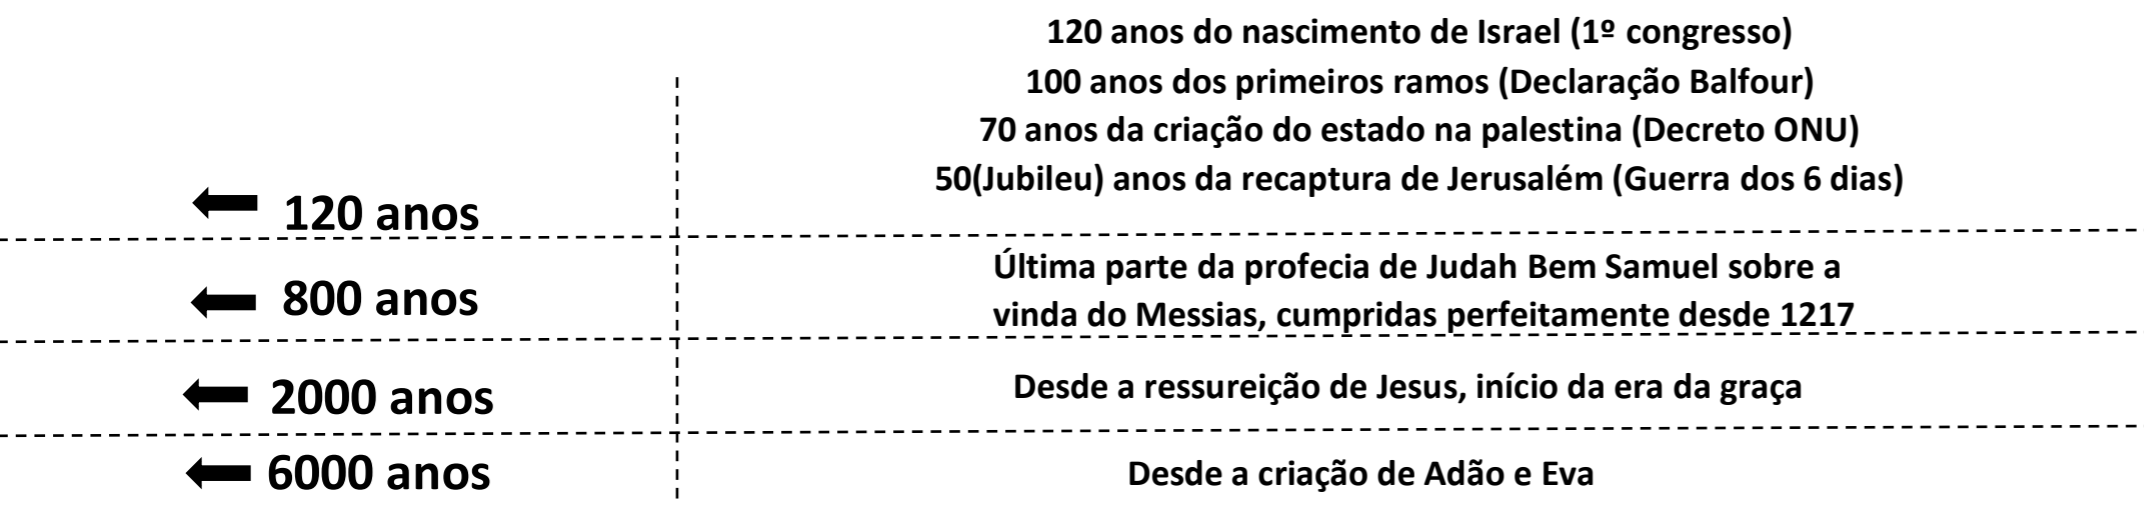 120 anos do nascimento de Israel (1º congresso)
100 anos dos primeiros ramos (Declaração Balfour)
70 anos da criação do estado na palestina (Decreto ONU)
50(Jubileu) anos da recaptura de Jerusalém (Guerra dos 6 dias)
120 anos
Última parte da profecia de Judah Bem Samuel sobre a
vinda do Messias, cumpridas perfeitamente desde 1217
800 anos
Desde a ressureição de Jesus, início da era da graça
2000 anos
Desde a criação de Adão e Eva
6000 anos